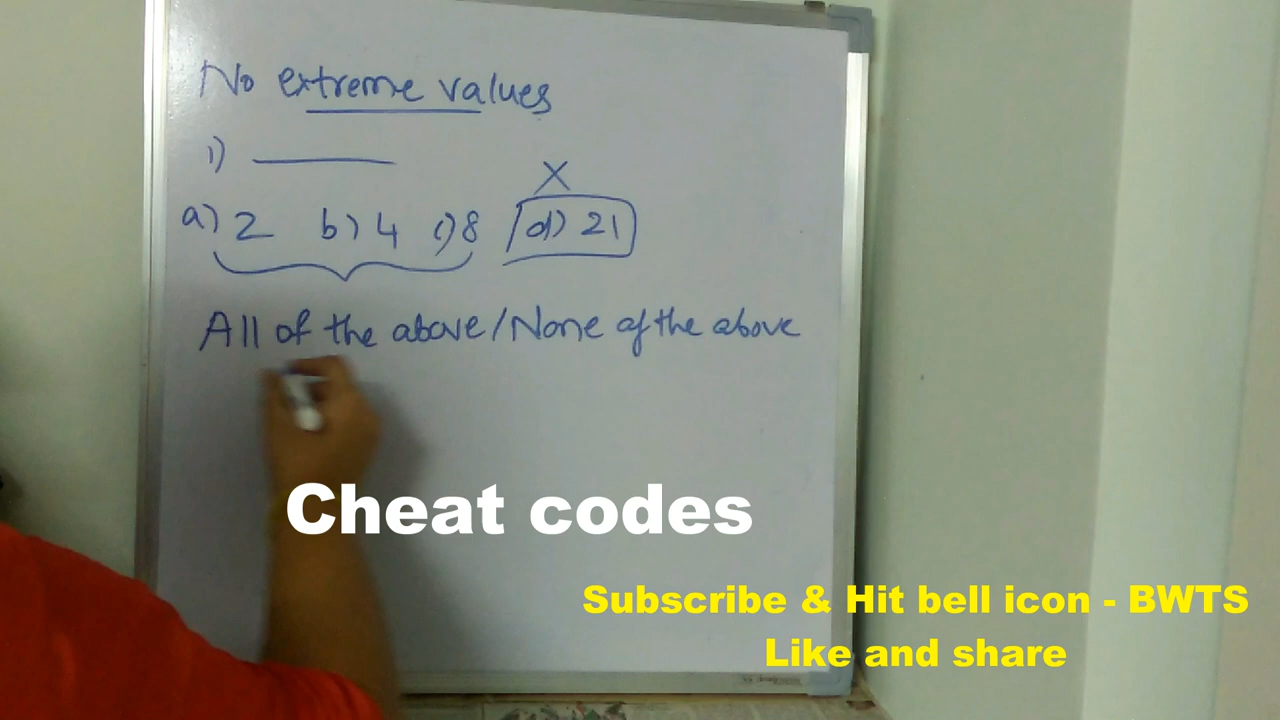 No extreme values
1)
X
a) 2 b) 4 c) 8 d) 21
All of the above/None of the above
Cheat codes
Subscribe & Hit bell icon - BWTS
Like and share